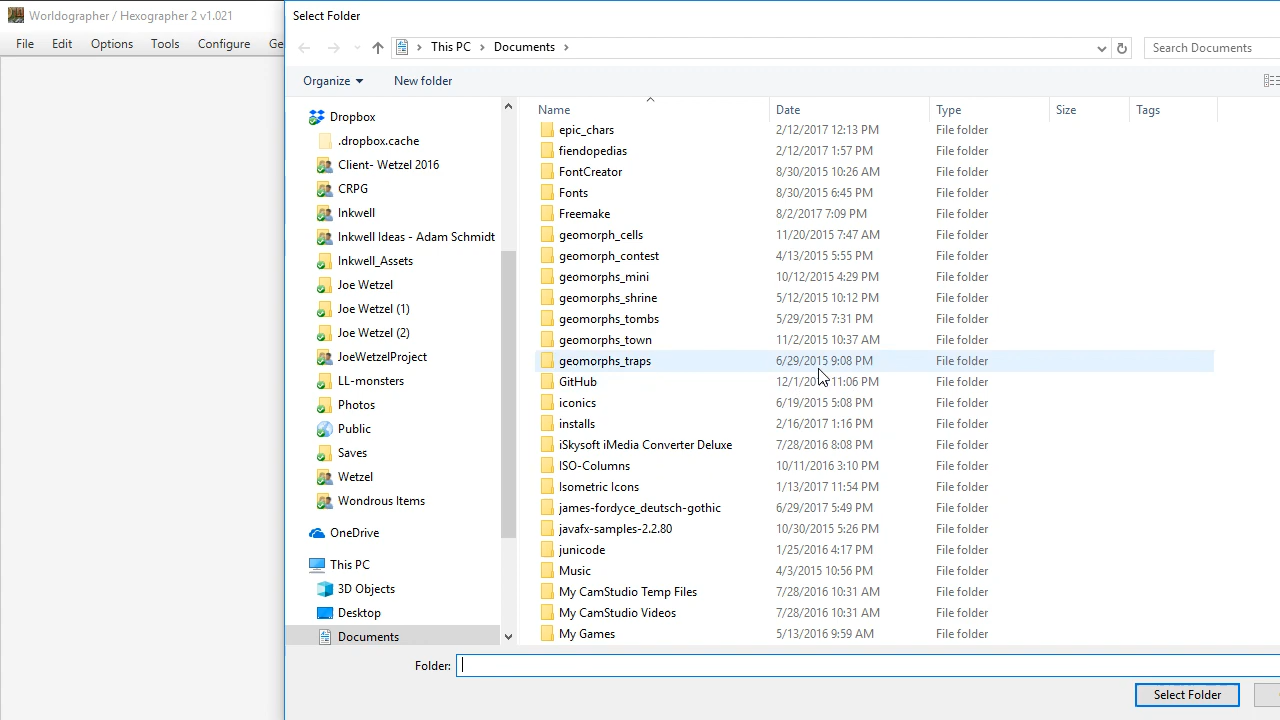 Worldographer / Hexographer 2 v1.021
Select Folder
File Edit Options Tools Configure Ge
This PC Documents
Search Documents
Organize New folder
Name Date Type Size Tags
Dropbox
.dropbox.cache
Client- Wetzel 2016
CRPG
Inkwell
Inkwell Ideas - Adam Schmidt
Inkwell_Assets
Joe Wetzel
Joe Wetzel (1)
Joe Wetzel (2)
JoeWetzelProject
LL-monsters
Photos
Public
Saves
Wetzel
Wondrous Items
OneDrive
This PC
3D Objects
Desktop
Documents
epic_chars 2/12/2017 12:13 PM File folder
fiendopedias 2/12/2017 1:57 PM File folder
FontCreator 8/30/2015 10:26 AM File folder
Fonts 8/30/2015 6:45 PM File folder
Freemake 8/2/2017 7:09 PM File folder
geomorph_cells 11/20/2015 7:47 AM File folder
geomorph_contest 4/13/2015 5:55 PM File folder
geomorphs_mini 10/12/2015 4:29 PM File folder
geomorphs_shrine 5/12/2015 10:12 PM File folder
geomorphs_tombs 5/29/2015 7:31 PM File folder
geomorphs_town 11/2/2015 10:37 AM File folder
geomorphs_traps 6/29/2015 9:08 PM File folder
GitHub 11:06 PM File folder
iconics 6/19/2015 5:08 PM File folder
installs 2/16/2017 1:16 PM File folder
iSkysoft iMedia Converter Deluxe 7/28/2016 8:08 PM File folder
ISO-Columns 10/11/2016 3:10 PM File folder
Isometric Icons 1/13/2017 11:54 PM File folder
james-fordyce_deutsch-gothic 6/29/2017 5:49 PM File folder
javafx-samples-2.2.80 10/30/2015 5:26 PM File folder
junicode 1/25/2016 4:17 PM File folder
Music 4/3/2015 10:56 PM File folder
My CamStudio Temp Files 7/28/2016 10:31 AM File folder
My CamStudio Videos 7/28/2016 10:31 AM File folder
My Games 5/13/2016 9:59 AM File folder
Folder:
Select Folder